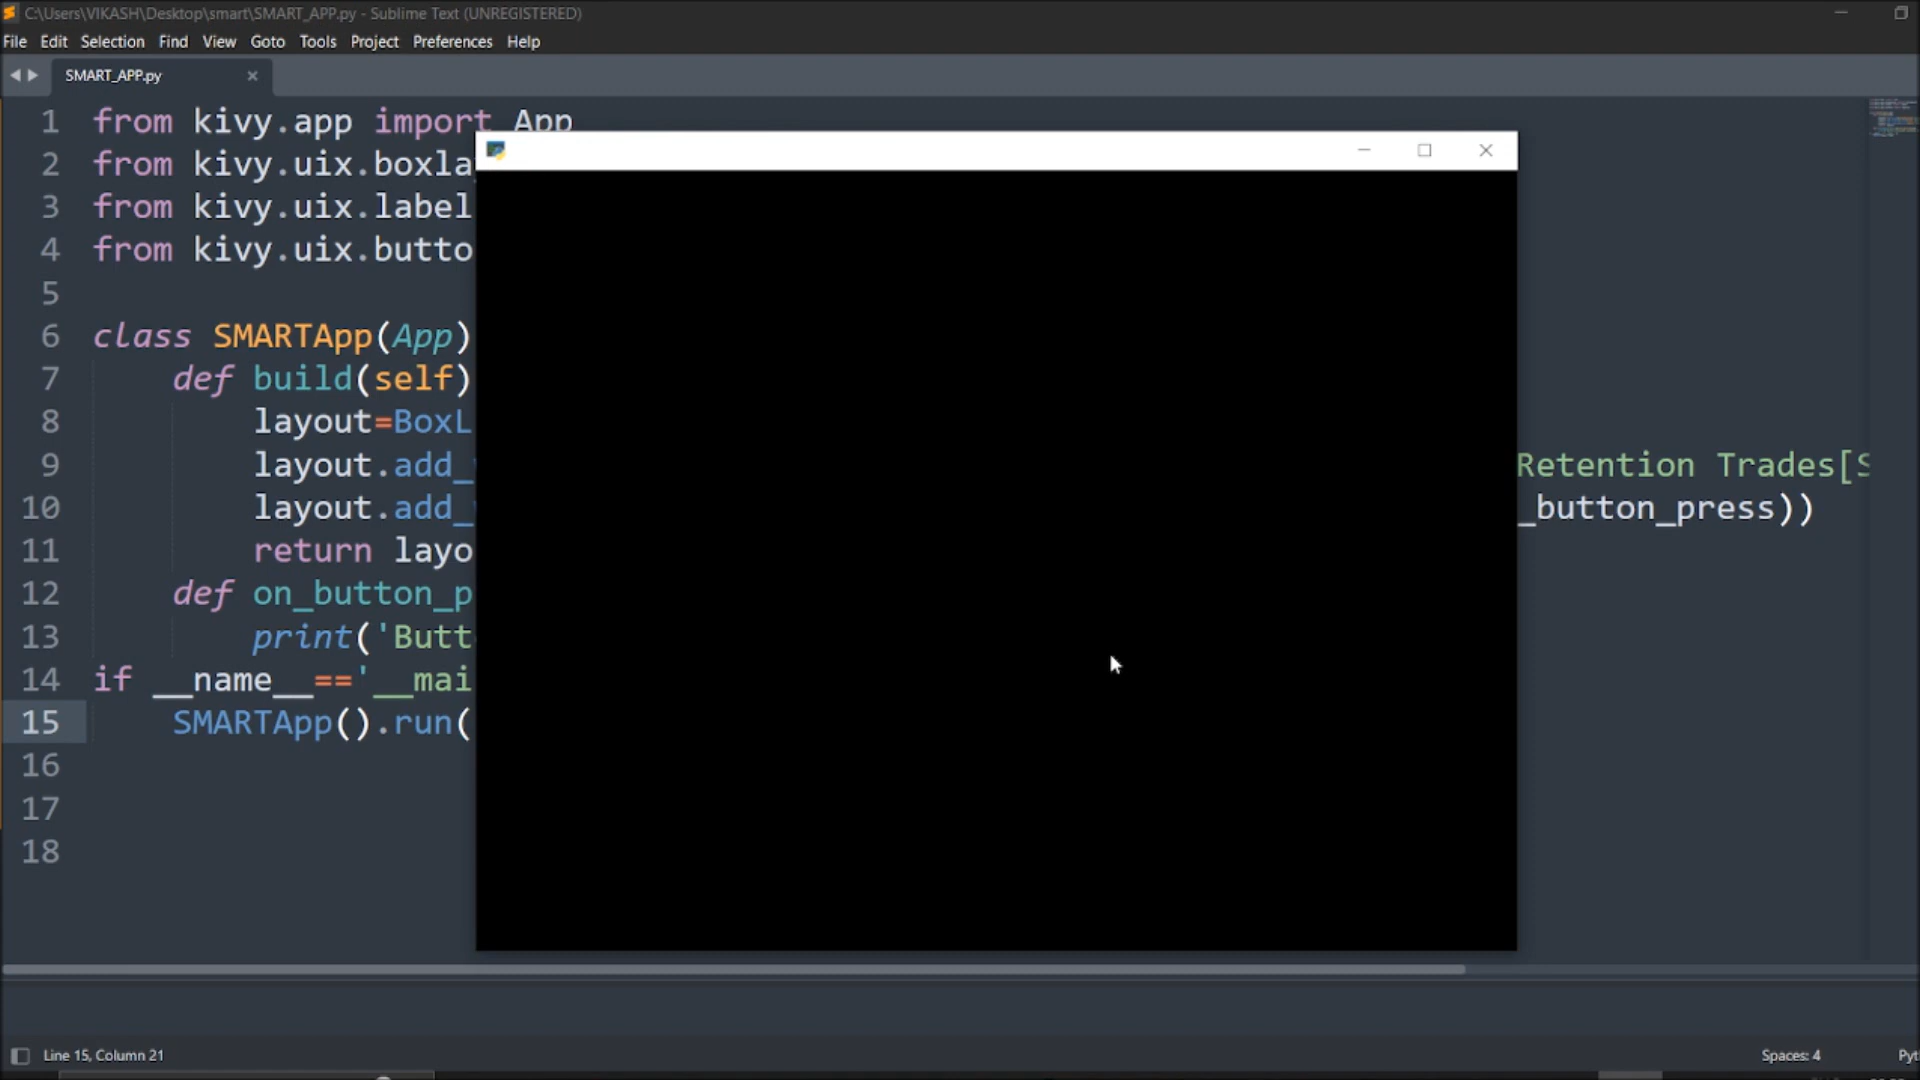 C:\Users\VIKASH\Desktop\smart\SMART_APP.py - Sublime Text (UNREGISTERED)
File Edit Selection Find View Goto Tools Project Preferences Help
SMART_APP.py
1 from kivy.app import App
2 from kivy.uix.boxla
3 from kivy.uix.label
4 from kivy.uix.butto
5
6 class SMARTApp(App)
7 def build(self)
8 layout=BoxL
9 layout.add_ Retention Trades[S
10 layout.add_ _button_press))
11 return layo
12 def on_button_p
13 print('Butt
14 if __name__=='__mai
15 SMARTApp().run(
16
17
18
Line 15, Column 21
Spaces: 4
Pyt